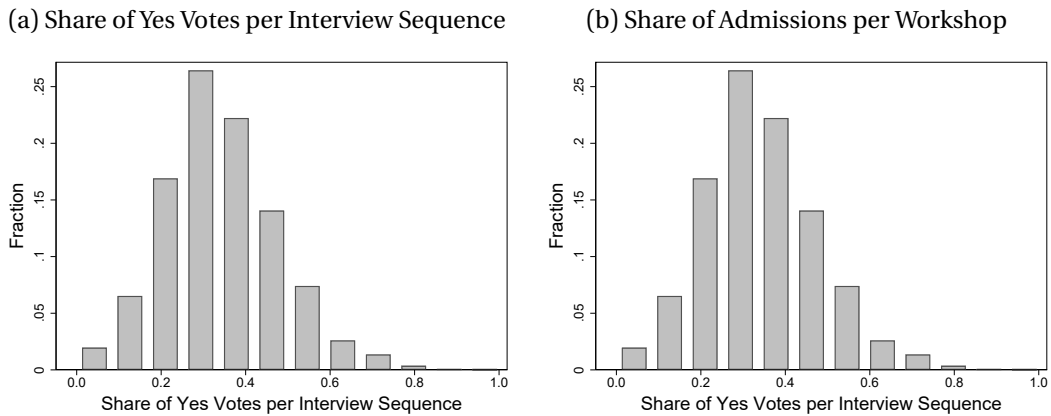 (a) Share of Yes Votes per Interview Sequence
(b) Share of Admissions per Workshop
Fraction
.25
.2
.15
.1
.05
0
0.0 0.2 0.4 0.6 0.8 1.0
Share of Yes Votes per Interview Sequence
Fraction
.25
.2
.15
.1
.05
0
0.0 0.2 0.4 0.6 0.8 1.0
Share of Yes Votes per Interview Sequence